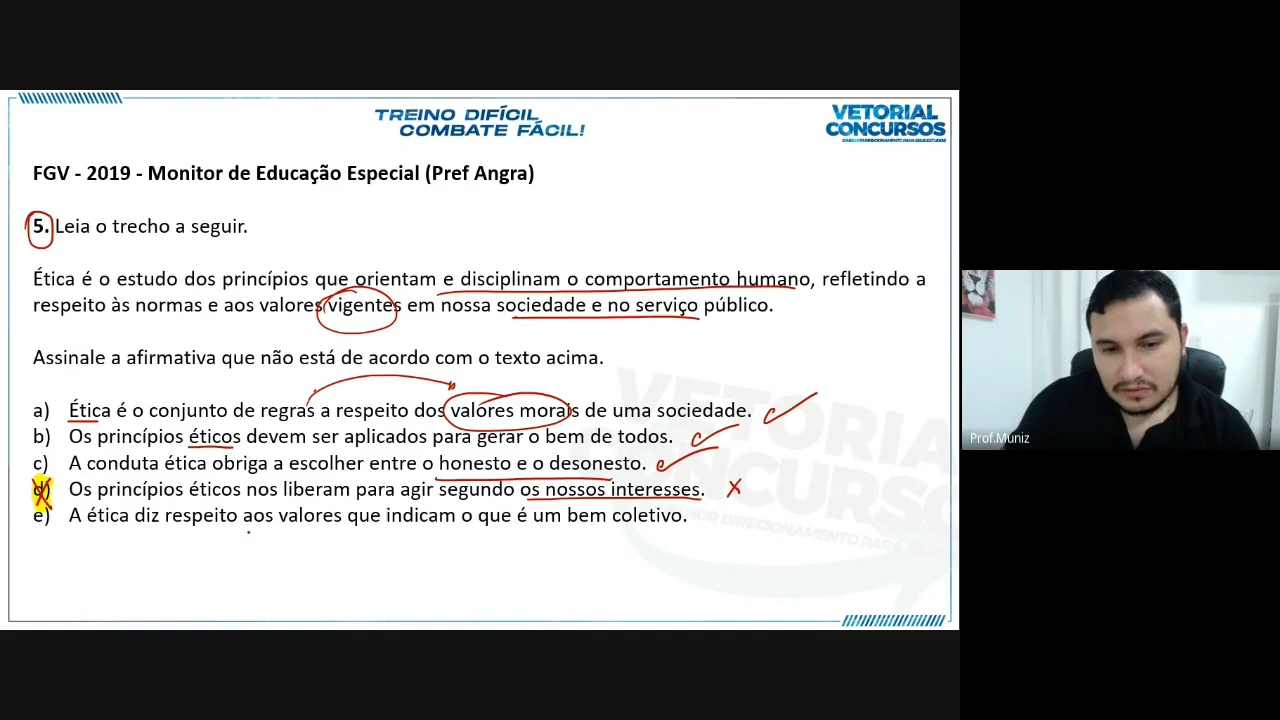 TREINO DIFÍCIL
COMBATE FÁCIL!
VETORIAL
CONCURSOS
FGV - 2019 - Monitor de Educação Especial (Pref Angra)
5. Leia o trecho a seguir.
Ética é o estudo dos princípios que orientam e disciplinam o comportamento humano, refletindo a
respeito às normas e aos valores vigentes em nossa sociedade e no serviço público.
Assinale a afirmativa que não está de acordo com o texto acima.
a) Ética é o conjunto de regras a respeito dos valores morais de uma sociedade.
b) Os princípios éticos devem ser aplicados para gerar o bem de todos.
c) A conduta ética obriga a escolher entre o honesto e o desonesto.
d) Os princípios éticos nos liberam para agir segundo os nossos interesses.
e) A ética diz respeito aos valores que indicam o que é um bem coletivo.
Prof.Muniz